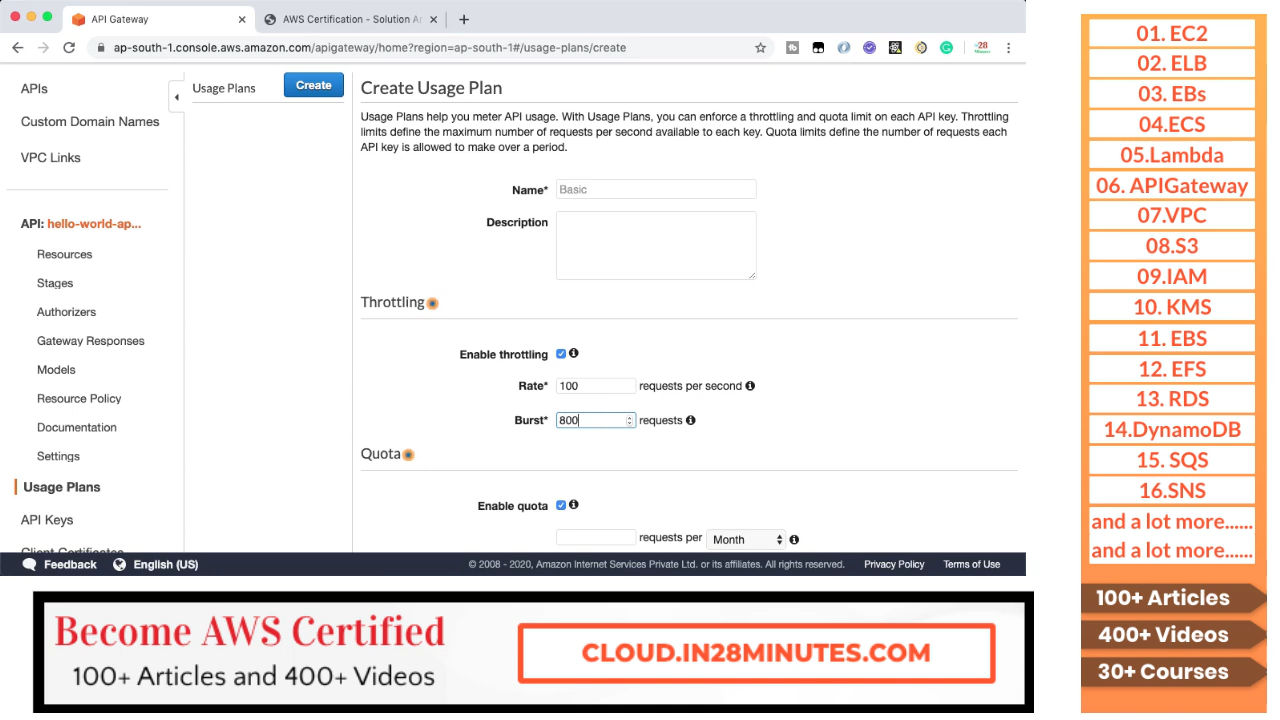 API Gateway
AWS Certification - Solution Ar
ap-south-1.console.aws.amazon.com/apigateway/home?region=ap-south-1#/usage-plans/create
28
Minutes
APIs
Custom Domain Names
VPC Links
API: hello-world-ap...
Resources
Stages
Authorizers
Gateway Responses
Models
Resource Policy
Documentation
Settings
Usage Plans
API Keys
Client Certificates
Usage Plans
Create
Create Usage Plan
Usage Plans help you meter API usage. With Usage Plans, you can enforce a throttling and quota limit on each API key. Throttling
limits define the maximum number of requests per second available to each key. Quota limits define the number of requests each
API key is allowed to make over a period.
Name* Basic
Description
Throttling
Enable throttling
Rate* 100 requests per second
Burst* 800 requests
Quota
Enable quota
requests per Month
Feedback English (US) © 2008 - 2020, Amazon Internet Services Private Ltd. or its affiliates. All rights reserved. Privacy Policy Terms of Use
Become AWS Certified
100+ Articles and 400+ Videos
CLOUD.IN28MINUTES.COM
01. EC2
02. ELB
03. EBs
04.ECS
05.Lambda
06. APIGateway
07.VPC
08.S3
09.IAM
10. KMS
11. EBS
12. EFS
13. RDS
14.DynamoDB
15. SQS
16.SNS
and a lot more......
and a lot more......
100+ Articles
400+ Videos
30+ Courses